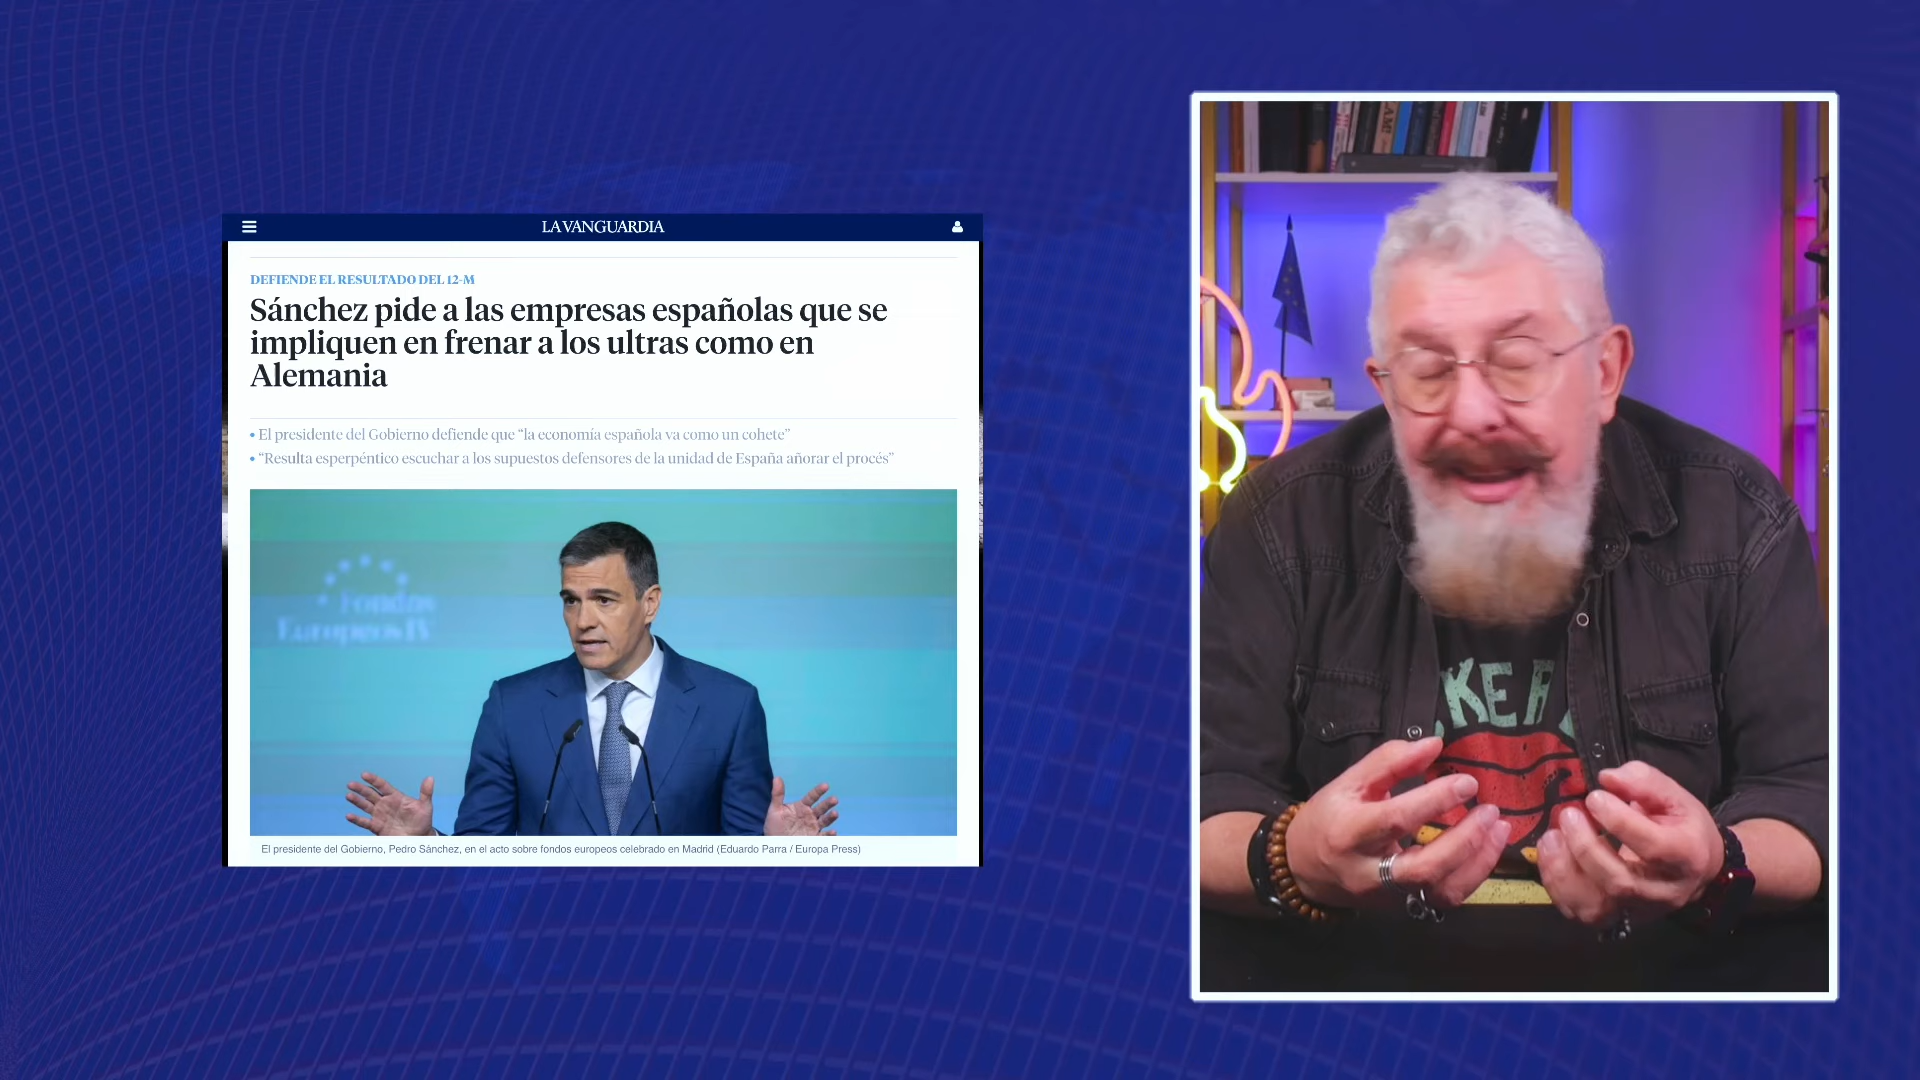 LA VANGUARDIA
DEFIENDE EL RESULTADO DEL 12-M
Sánchez pide a las empresas españolas que se
impliquen en frenar a los ultras como en
Alemania
• El presidente del Gobierno defiende que “la economía española va como un cohete”
• “Resulta esperpéntico escuchar a los supuestos defensores de la unidad de España añorar el procés”
Fondos
Europeos IV
El presidente del Gobierno, Pedro Sánchez, en el acto sobre fondos europeos celebrado en Madrid (Eduardo Parra / Europa Press)